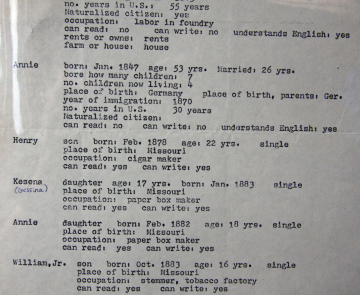 no. years in U.S.: 55 years
Naturalized citizen: yes
occupation: labor in foundry
can read: no can write: no understands English: yes
rents or owns: rents
farm or house: house
Annie born: Jan. 1847 age: 53 yrs. Married: 26 yrs.
bore how many children: 7
no. children now living: 4
place of birth: Germany place of birth, parents: Ger.
year of immigration: 1870
no. years in U.S. 30 years
Naturalized citizen:
can read: no can write: no understands English: yes
Henry son born: Feb. 1878 age: 22 yrs. single
place of birth: Missouri
occupation: cigar maker
can read: yes can write: yes
Kesena daughter age: 17 yrs. born: Jan. 1883 single
(Gessina) place of birth: Missouri
occupation: paper box maker
can read: yes can write: yes
Annie daughter born: Feb. 1882 age: 18 yrs. single
place of birth: Missouri
occupation: paper box maker
can read: yes can write: yes
William, Jr. son born: Oct. 1883 age: 16 yrs. single
place of birth: Missouri
occupation: stemmer, tobacco factory
can read: yes can write: yes